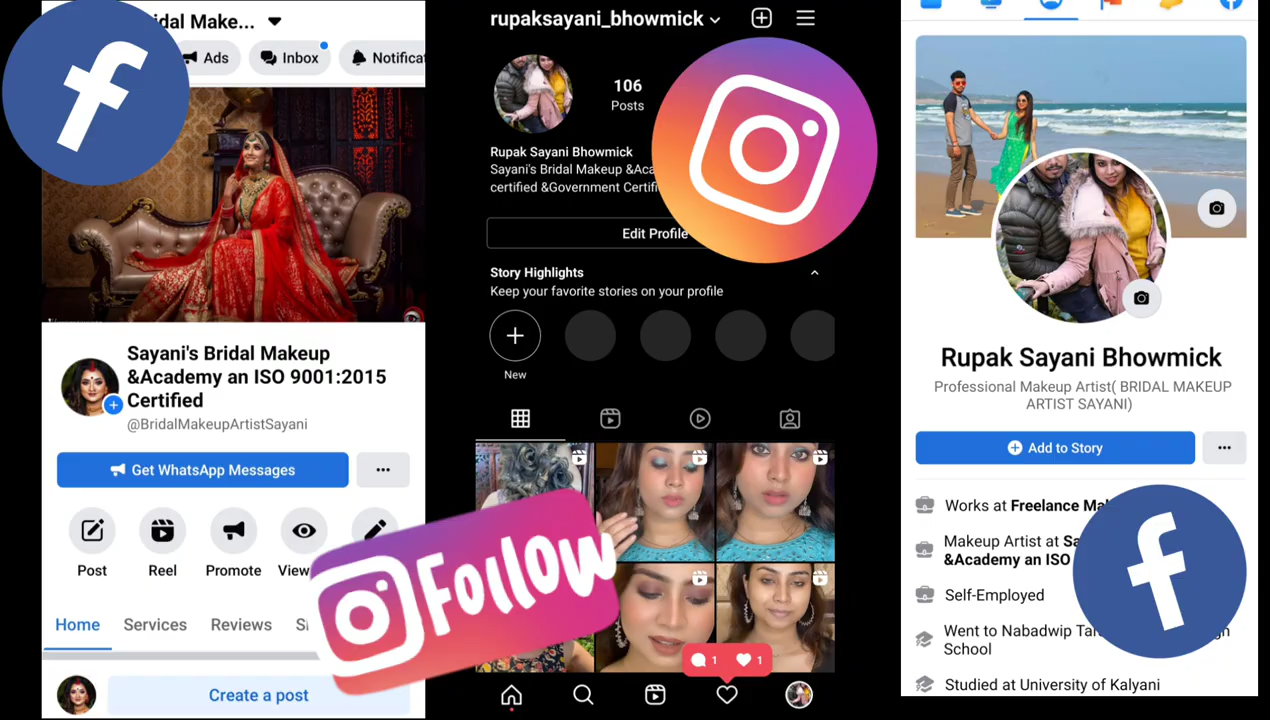 idal Make...
Ads
Inbox
Notifica
Sayani's Bridal Makeup
&Academy an ISO 9001:2015
Certified
@BridalMakeupArtistSayani
Get WhatsApp Messages
Post
Reel
Promote
View
Home
Services
Reviews
Create a post
rupaksayani_bhowmick
106
Posts
Rupak Sayani Bhowmick
Sayani's Bridal Makeup &Aca
certified &Government Certifi
Edit Profile
Story Highlights
Keep your favorite stories on your profile
New
Follow
1
1
Rupak Sayani Bhowmick
Professional Makeup Artist( BRIDAL MAKEUP
ARTIST SAYANI)
Add to Story
Works at Freelance Ma
Makeup Artist at Sa
&Academy an ISO
Self-Employed
Went to Nabadwip Ta
School
Studied at University of Kalyani